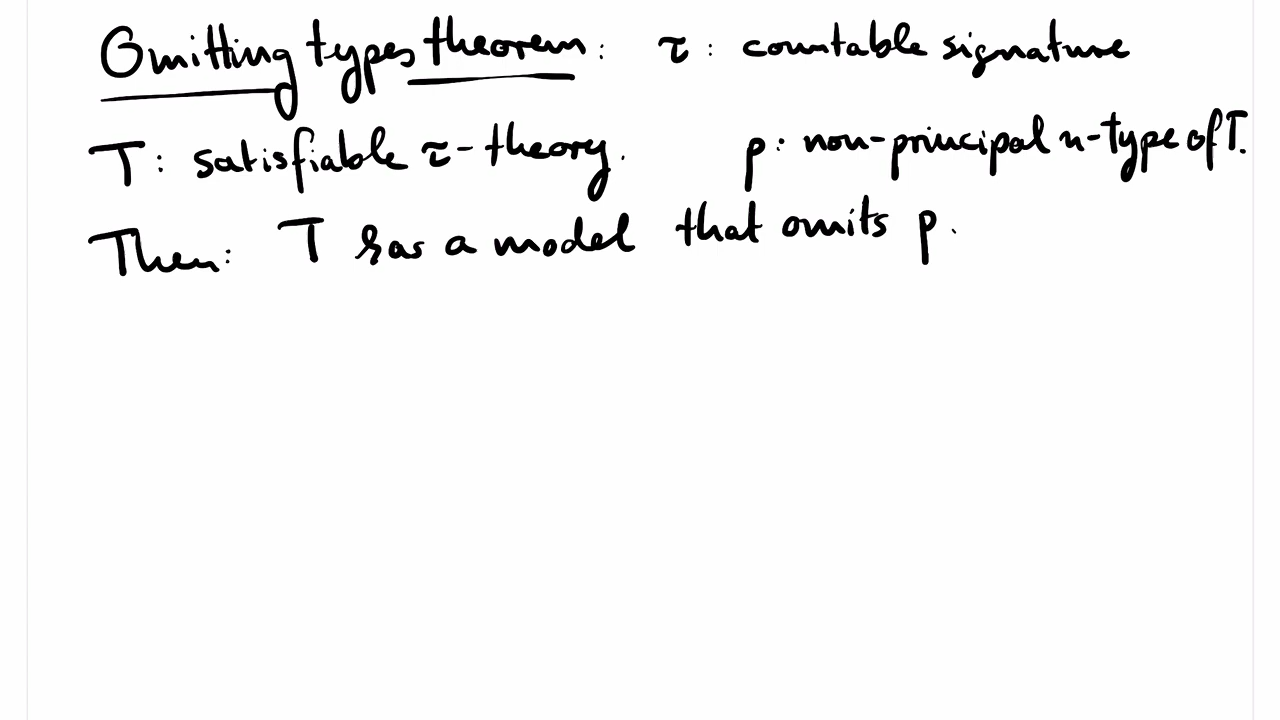 Omitting types theorem: τ: countable signature
T: satisfiable τ-theory. p: non-principal n-type of T.
Then: T has a model that omits p.